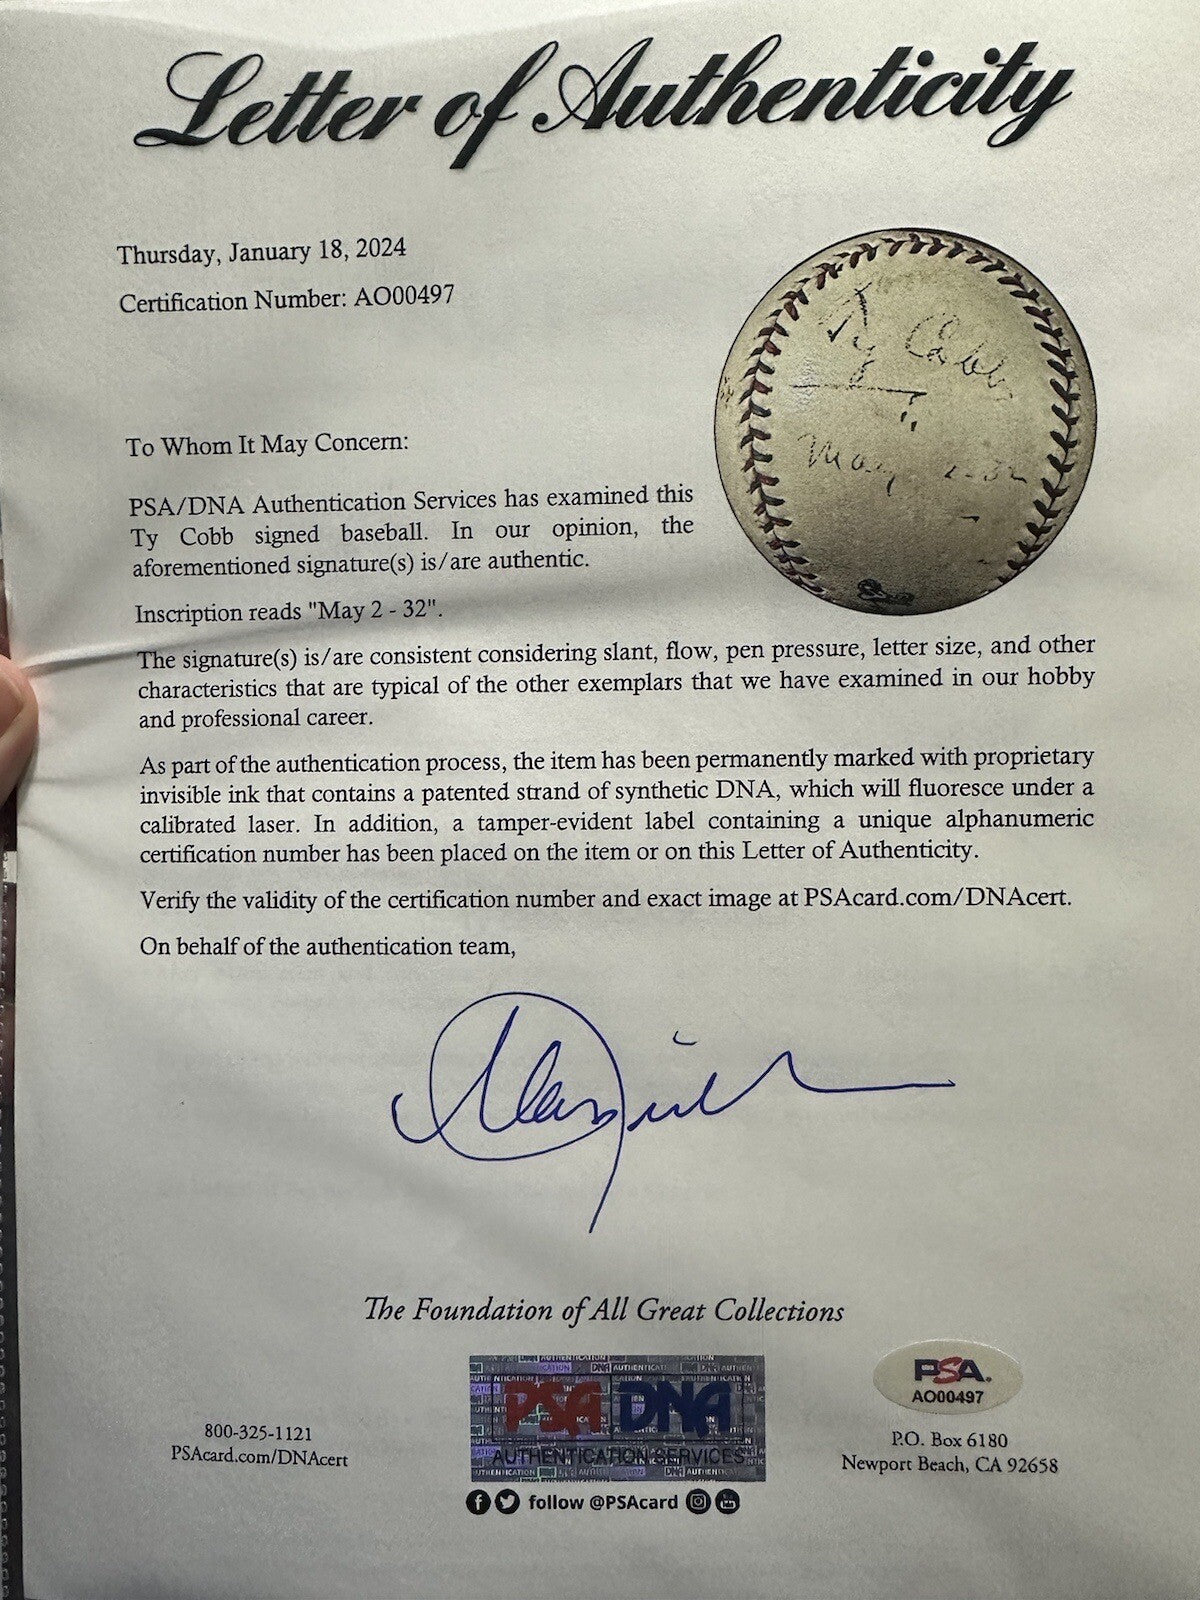 Letter of Authenticity
Thursday, January 18, 2024
Certification Number: AO00497
Ty Cobb
May
To Whom It May Concern:
PSA/DNA Authentication Services has examined this
Ty Cobb signed baseball. In our opinion, the
aforementioned signature(s) is/are authentic.
Inscription reads "May 2 - 32".
The signature(s) is/are consistent considering slant, flow, pen pressure, letter size, and other
characteristics that are typical of the other exemplars that we have examined in our hobby
and professional career.
As part of the authentication process, the item has been permanently marked with proprietary
invisible ink that contains a patented strand of synthetic DNA, which will fluoresce under a
calibrated laser. In addition, a tamper-evident label containing a unique alphanumeric
certification number has been placed on the item or on this Letter of Authenticity.
Verify the validity of the certification number and exact image at PSAcard.com/DNAcert.
On behalf of the authentication team,
The Foundation of All Great Collections
PSA DNA
AUTHENTICATION SERVICES
PSA.
AO00497
800-325-1121
PSAcard.com/DNAcert
P.O. Box 6180
Newport Beach, CA 92658
follow @PSAcard